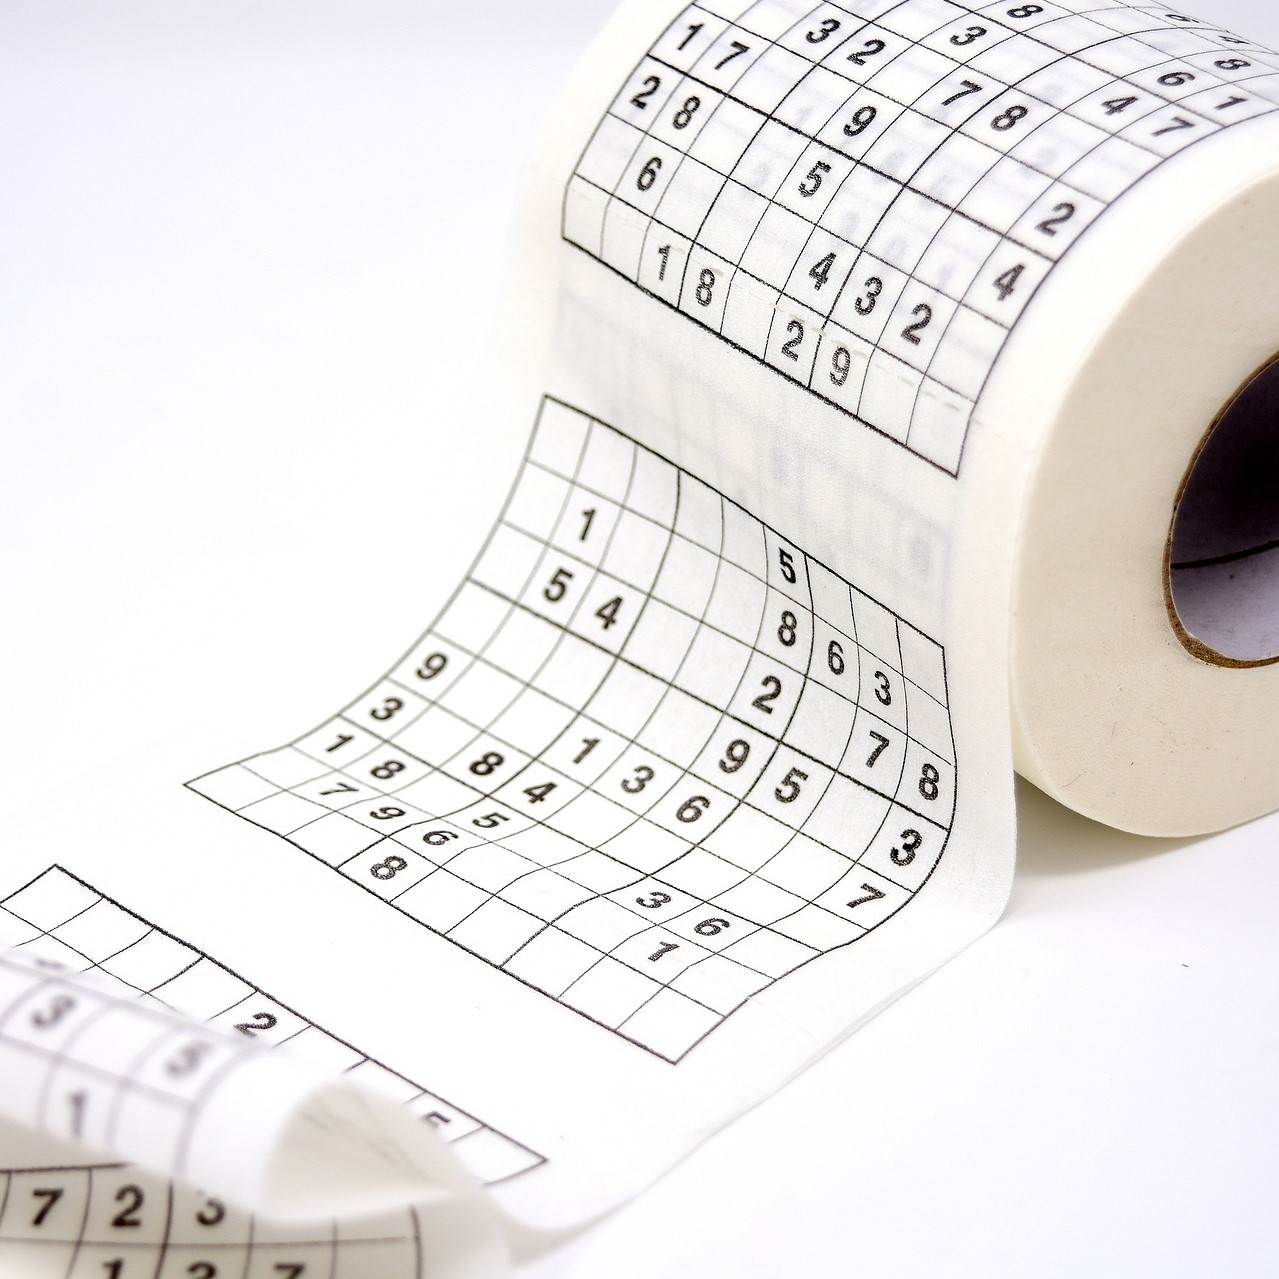 8
8 6 1
3 4 7
3 2 7 8
1 7 9 2
2 8 5 4
6 4 3 2
1 8 2 9
5
1 8 6 3
5 4 2 7 8
9 5 3
9 1 3 6 7
3 8 4
1 8 5 3 6
7 9 6 1
8
2
3 5
1
7 2 3